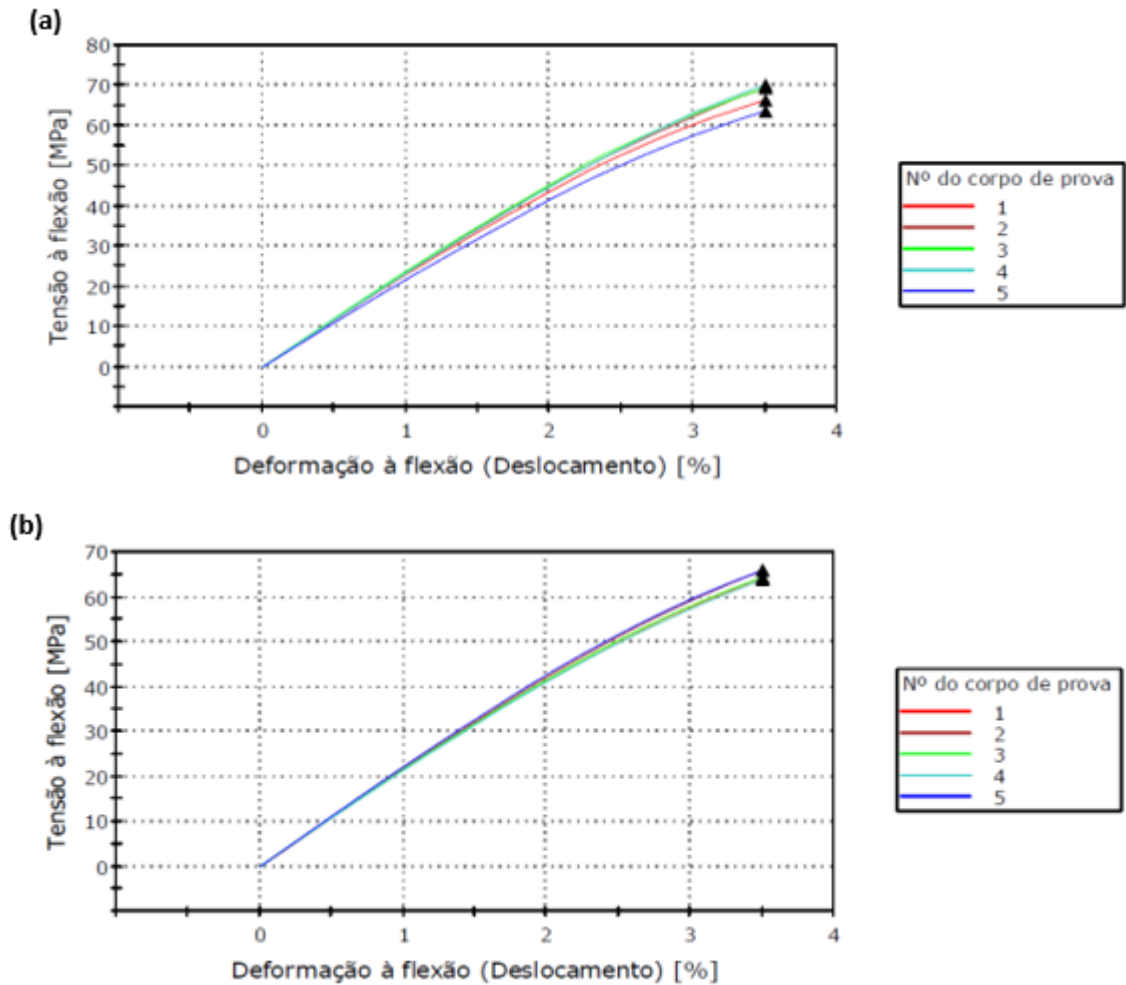 (a)
Tensão à flexão [MPa]
80
70
60
50
40
30
20
10
0
0 1 2 3 4
Deformação à flexão (Deslocamento) [%]
Nº do corpo de prova
1
2
3
4
5
(b)
Tensão à flexão [MPa]
70
60
50
40
30
20
10
0
0 1 2 3 4
Deformação à flexão (Deslocamento) [%]
Nº do corpo de prova
1
2
3
4
5